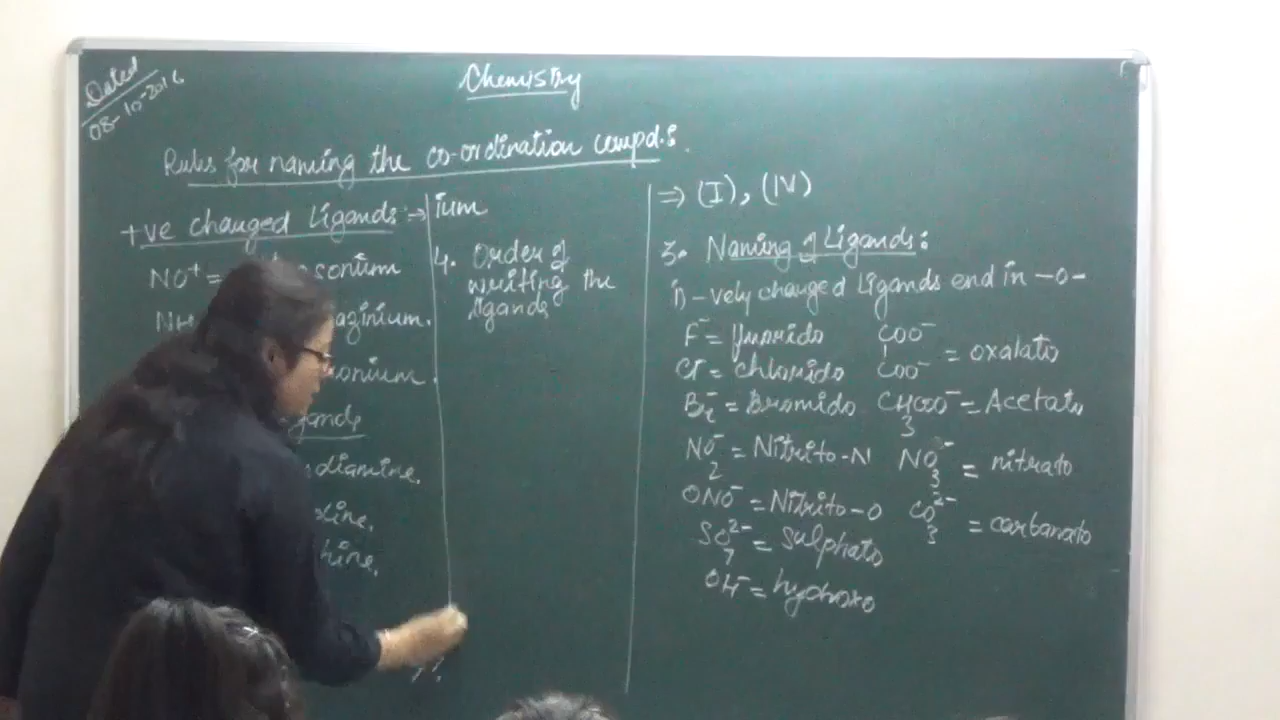 Dated
08-10-2016
Chemistry
Rules for naming the co-ordination compd.:
+ve charged Ligands:→ ium
NO⁺ = sonium
NH azinium.
onium.
gands
diamine.
dine.
hine.
4. Order of
writing the
ligands
⇒ (I), (IV)
3. Naming of Ligands:
i) -vely charged Ligands end in -o-
F⁻ = fluorido
Cl⁻ = chlorido
Br⁻ = Bromido
NO₂⁻ = Nitrito-N
ONO⁻ = Nitrito-O
SO₄²⁻ = sulphato
OH⁻ = hydroxo
COO⁻
COO⁻ = oxalato
CH₃COO⁻ = Acetato
NO₃⁻ = nitrato
CO₃²⁻ = carbonato